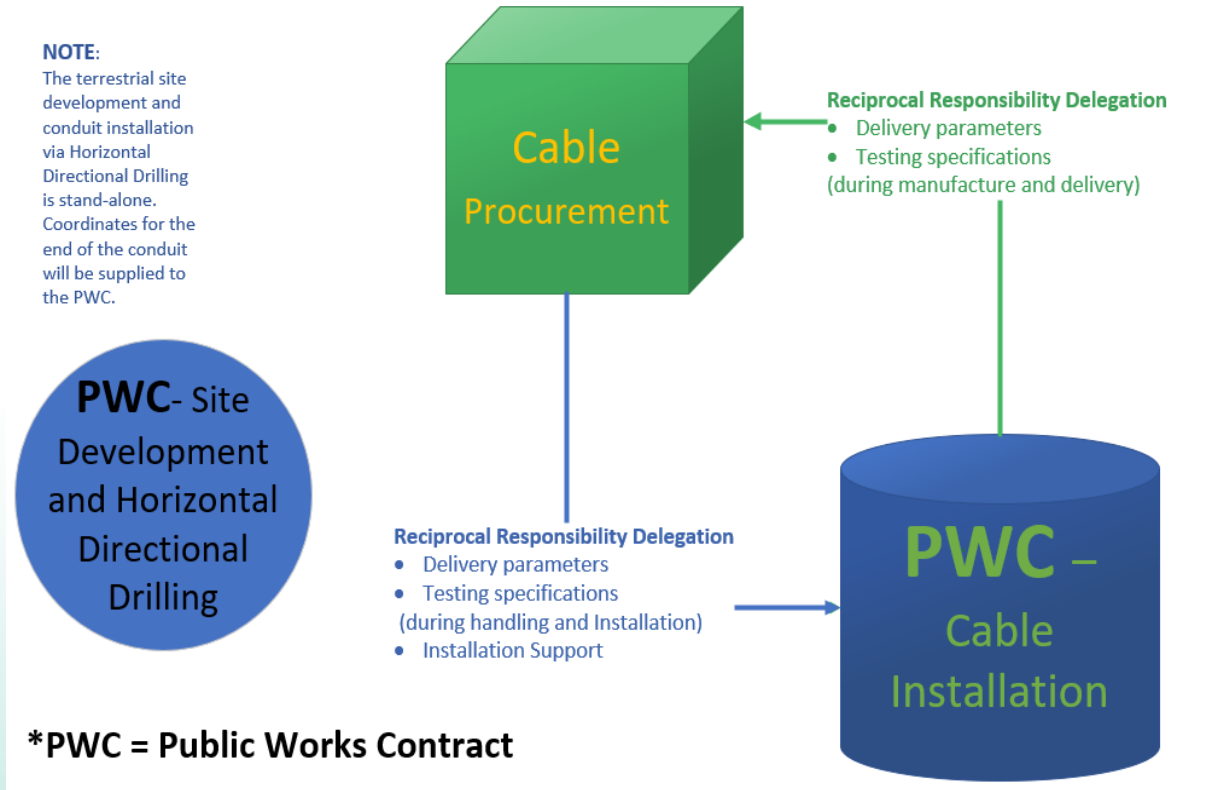 NOTE:
The terrestrial site
development and
conduit installation
via Horizontal
Directional Drilling
is stand-alone.
Coordinates for the
end of the conduit
will be supplied to
the PWC.
Cable
Procurement
Reciprocal Responsibility Delegation
• Delivery parameters
• Testing specifications
(during manufacture and delivery)
PWC- Site
Development
and Horizontal
Directional
Drilling
Reciprocal Responsibility Delegation
• Delivery parameters
• Testing specifications
(during handling and Installation)
• Installation Support
PWC –
Cable
Installation
*PWC = Public Works Contract